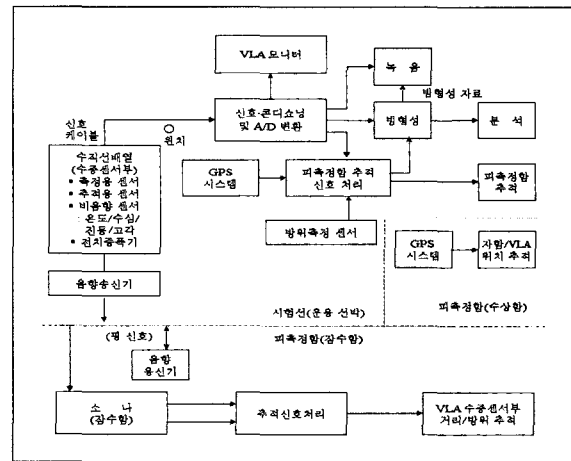 VLA 모니터
녹 음
빔형성 자료
신호
케이블
윈치
신호·콘디쇼닝
및 A/D 변환
빔형성
분 석
수직선배열
(수중센서부)
▪ 측정용 센서
▪ 추적용 센서
▪ 비음향 센서
: 온도/수심/
진동/고각
▪ 전치증폭기
GPS
시스템
피측정함 추적
신호 처리
피측정함
추적
방위측정 센서
GPS
시스템
자함/VLA
위치 추적
음향송신기
시험선(운용 선박)
피측정함(수상함)
(핑 신호)
피측정함(잠수함)
음향
송신기
소 나
(잠수함)
추적신호처리
VLA 수중센서부
거리/방위 추적